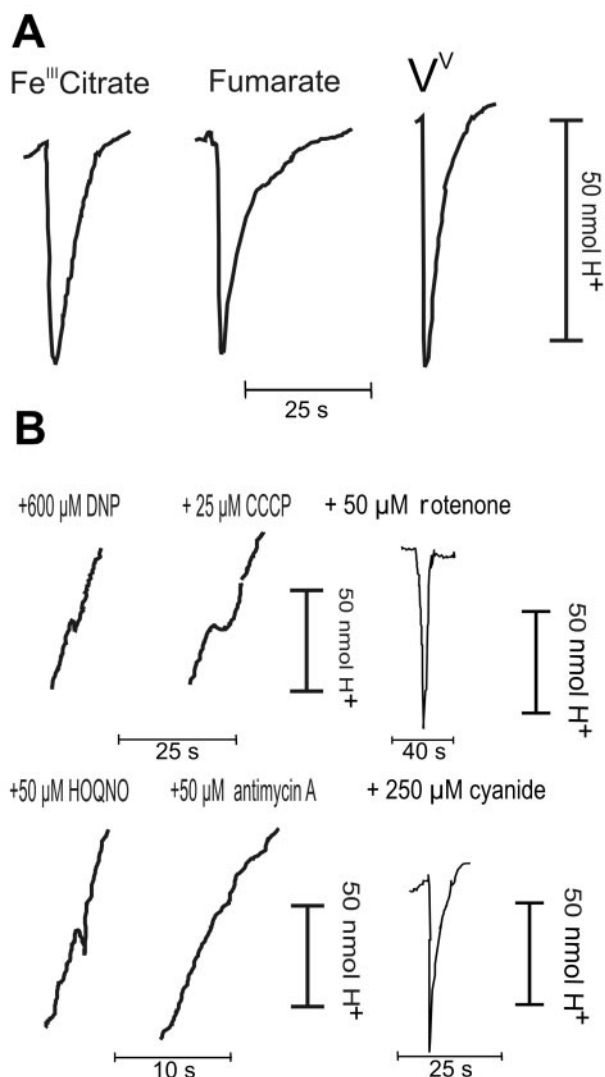 A
Fe^III Citrate Fumarate V^V
50 nmol H⁺
25 s
B
+600 µM DNP + 25 µM CCCP + 50 µM rotenone
50 nmol H⁺ 50 nmol H⁺
25 s 40 s
+50 µM HOQNO +50 µM antimycin A + 250 µM cyanide
50 nmol H⁺ 50 nmol H⁺
10 s 25 s